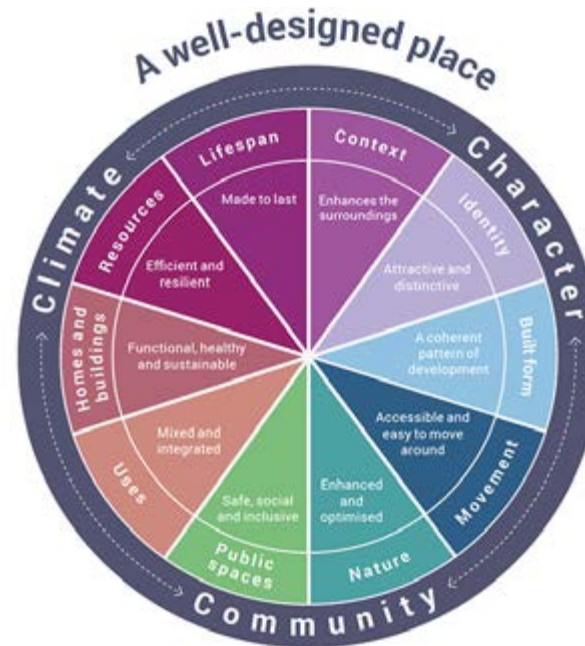 A well-designed place
Climate
Character
Community
Context
Enhances the
surroundings
Identity
Attractive and
distinctive
Built form
A coherent
pattern of
development
Movement
Accessible and
easy to move
around
Nature
Enhanced
and
optimised
Public
spaces
Safe, social
and inclusive
Uses
Mixed and
integrated
Homes and
buildings
Functional, healthy
and sustainable
Resources
Efficient and
resilient
Lifespan
Made to last